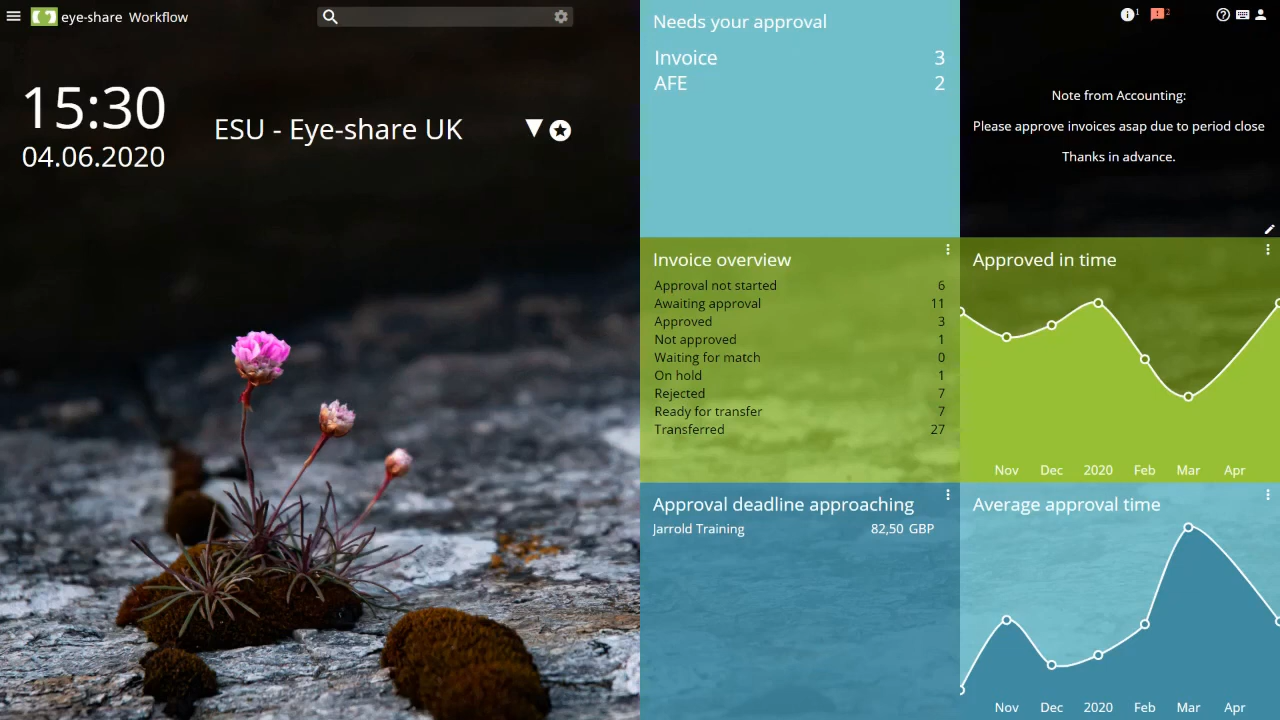 eye-share Workflow
15:30
04.06.2020
ESU - Eye-share UK
Needs your approval
Invoice 3
AFE 2
1
2
Note from Accounting:
Please approve invoices asap due to period close
Thanks in advance.
Invoice overview
Approval not started 6
Awaiting approval 11
Approved 3
Not approved 1
Waiting for match 0
On hold 1
Rejected 7
Ready for transfer 7
Transferred 27
Approved in time
Nov Dec 2020 Feb Mar Apr
Approval deadline approaching
Jarrold Training 82,50 GBP
Average approval time
Nov Dec 2020 Feb Mar Apr